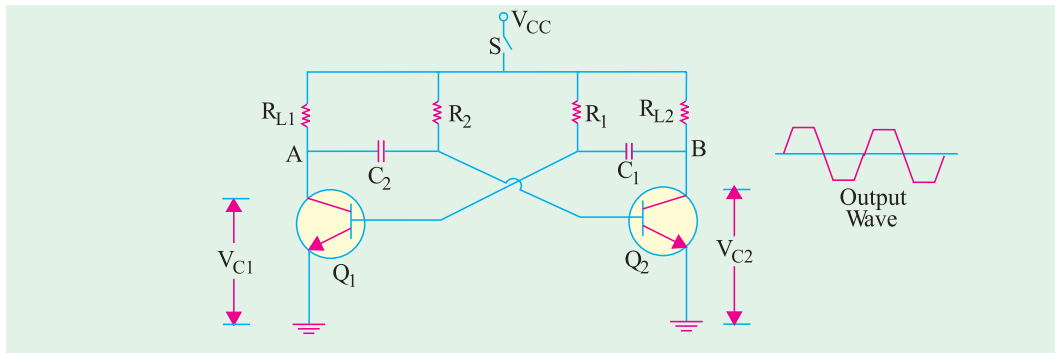 V_CC
S
R_L1
R_2
R_1
R_L2
A
B
C_2
C_1
Output
Wave
V_C1
Q_1
Q_2
V_C2